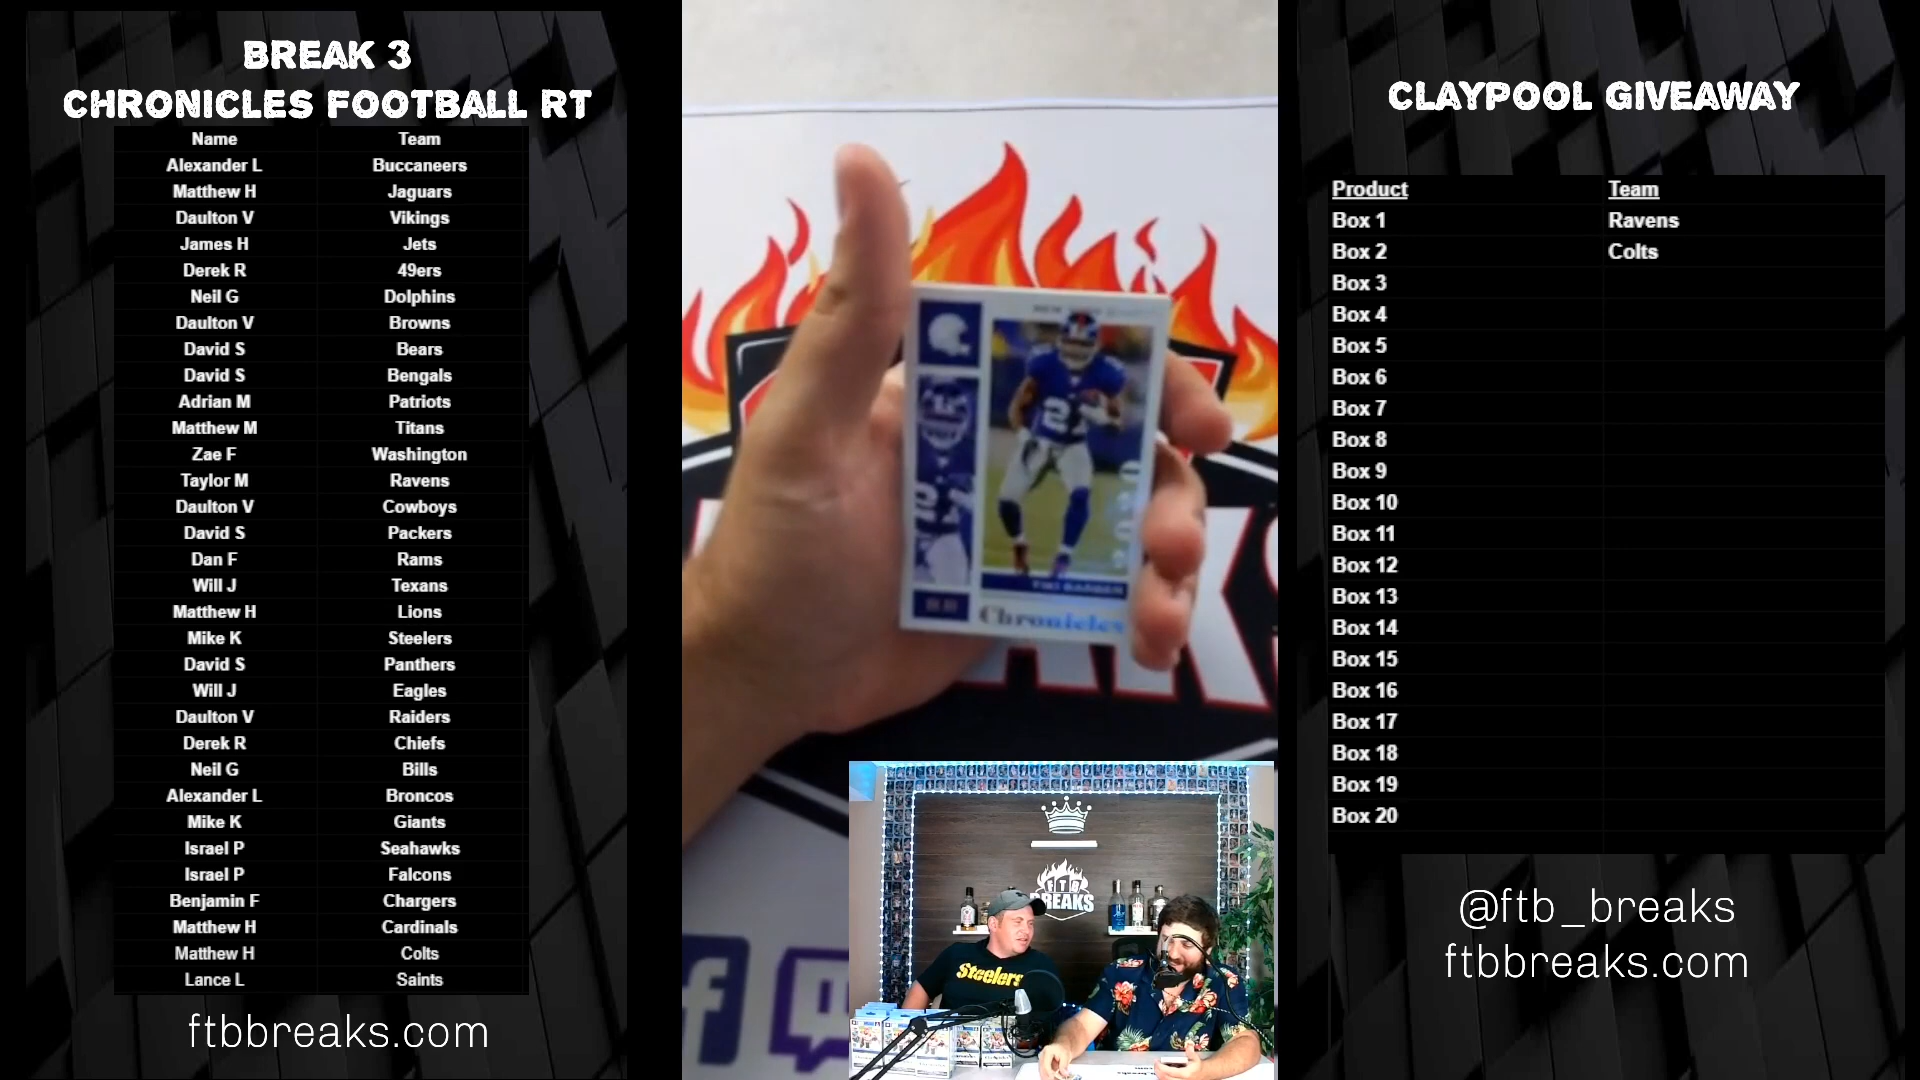 BREAK 3
CHRONICLES FOOTBALL RT
Name Team
Alexander L Buccaneers
Matthew H Jaguars
Daulton V Vikings
James H Jets
Derek R 49ers
Neil G Dolphins
Daulton V Browns
David S Bears
David S Bengals
Adrian M Patriots
Matthew M Titans
Zae F Washington
Taylor M Ravens
Daulton V Cowboys
David S Packers
Dan F Rams
Will J Texans
Matthew H Lions
Mike K Steelers
David S Panthers
Will J Eagles
Daulton V Raiders
Derek R Chiefs
Neil G Bills
Alexander L Broncos
Mike K Giants
Israel P Seahawks
Israel P Falcons
Benjamin F Chargers
Matthew H Cardinals
Matthew H Colts
Lance L Saints
ftbbreaks.com
2020
TIKI BARBER
Chronicles
FTB
BREAKS
Steelers
CLAYPOOL GIVEAWAY
Product Team
Box 1 Ravens
Box 2 Colts
Box 3
Box 4
Box 5
Box 6
Box 7
Box 8
Box 9
Box 10
Box 11
Box 12
Box 13
Box 14
Box 15
Box 16
Box 17
Box 18
Box 19
Box 20
@ftb_breaks
ftbbreaks.com